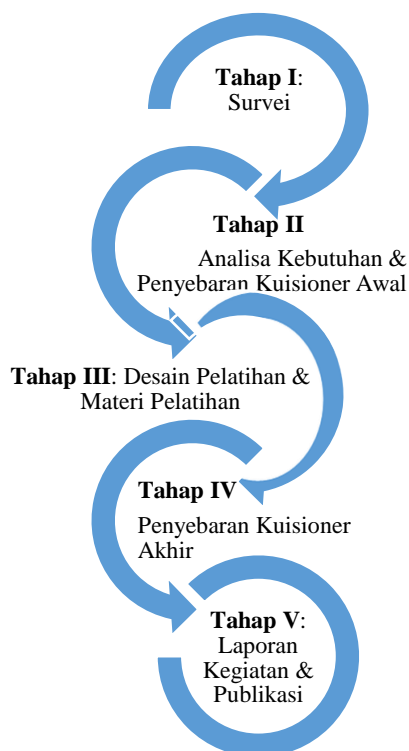 Tahap I:
Survei
Tahap II
Analisa Kebutuhan &
Penyebaran Kuisioner Awal
Tahap III: Desain Pelatihan &
Materi Pelatihan
Tahap IV
Penyebaran Kuisioner
Akhir
Tahap V:
Laporan
Kegiatan &
Publikasi